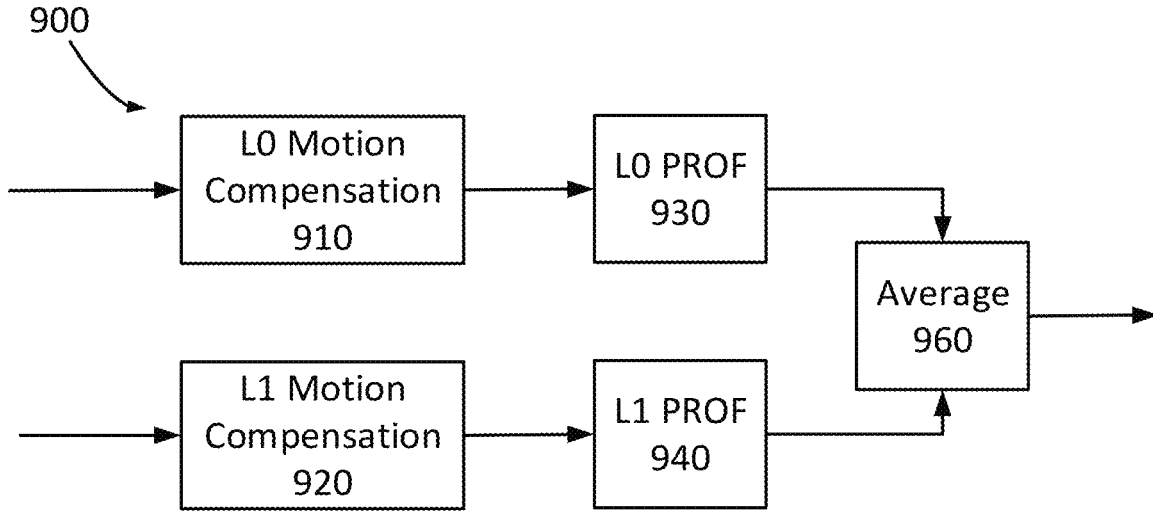 900
L0 Motion
Compensation
910
L0 PROF
930
Average
960
L1 Motion
Compensation
920
L1 PROF
940